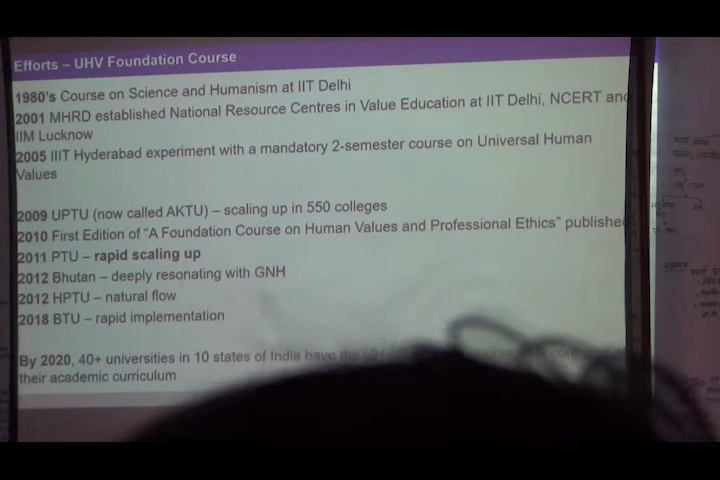 Efforts – UHV Foundation Course
1980's Course on Science and Humanism at IIT Delhi
2001 MHRD established National Resource Centres in Value Education at IIT Delhi, NCERT and
IIM Lucknow
2005 IIIT Hyderabad experiment with a mandatory 2-semester course on Universal Human
Values
2009 UPTU (now called AKTU) – scaling up in 550 colleges
2010 First Edition of "A Foundation Course on Human Values and Professional Ethics" published
2011 PTU – rapid scaling up
2012 Bhutan – deeply resonating with GNH
2012 HPTU – natural flow
2018 BTU – rapid implementation
By 2020, 40+ universities in 10 states of India have the
their academic curriculum